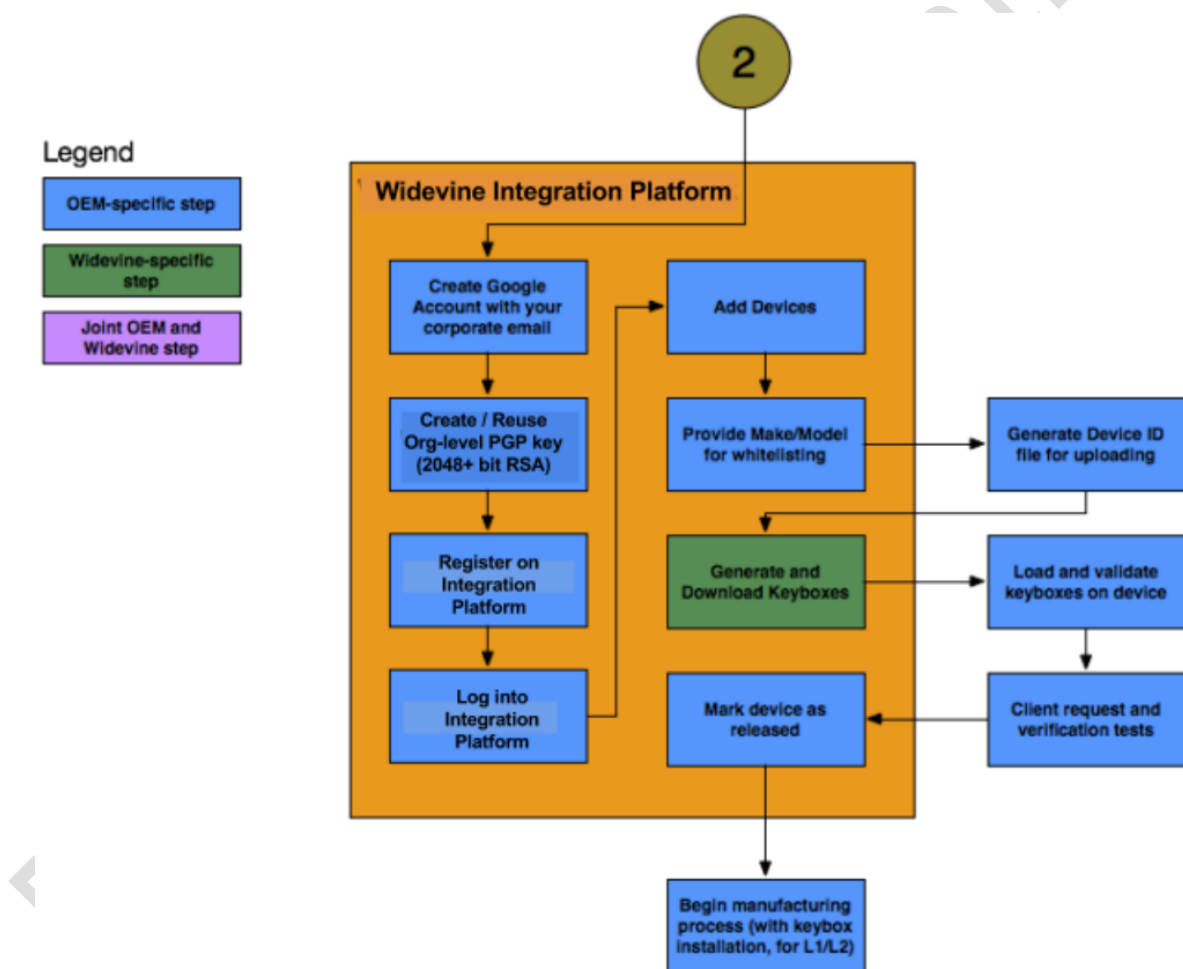 2
Legend
OEM-specific step
Widevine-specific
step
Joint OEM and
Widevine step
Widevine Integration Platform
Create Google
Account with your
corporate email
Create / Reuse
Org-level PGP key
(2048+ bit RSA)
Register on
Integration
Platform
Log into
Integration
Platform
Add Devices
Provide Make/Model
for whitelisting
Generate Device ID
file for uploading
Generate and
Download Keyboxes
Load and validate
keyboxes on device
Client request and
verification tests
Mark device as
released
Begin manufacturing
process (with keybox
installation, for L1/L2)